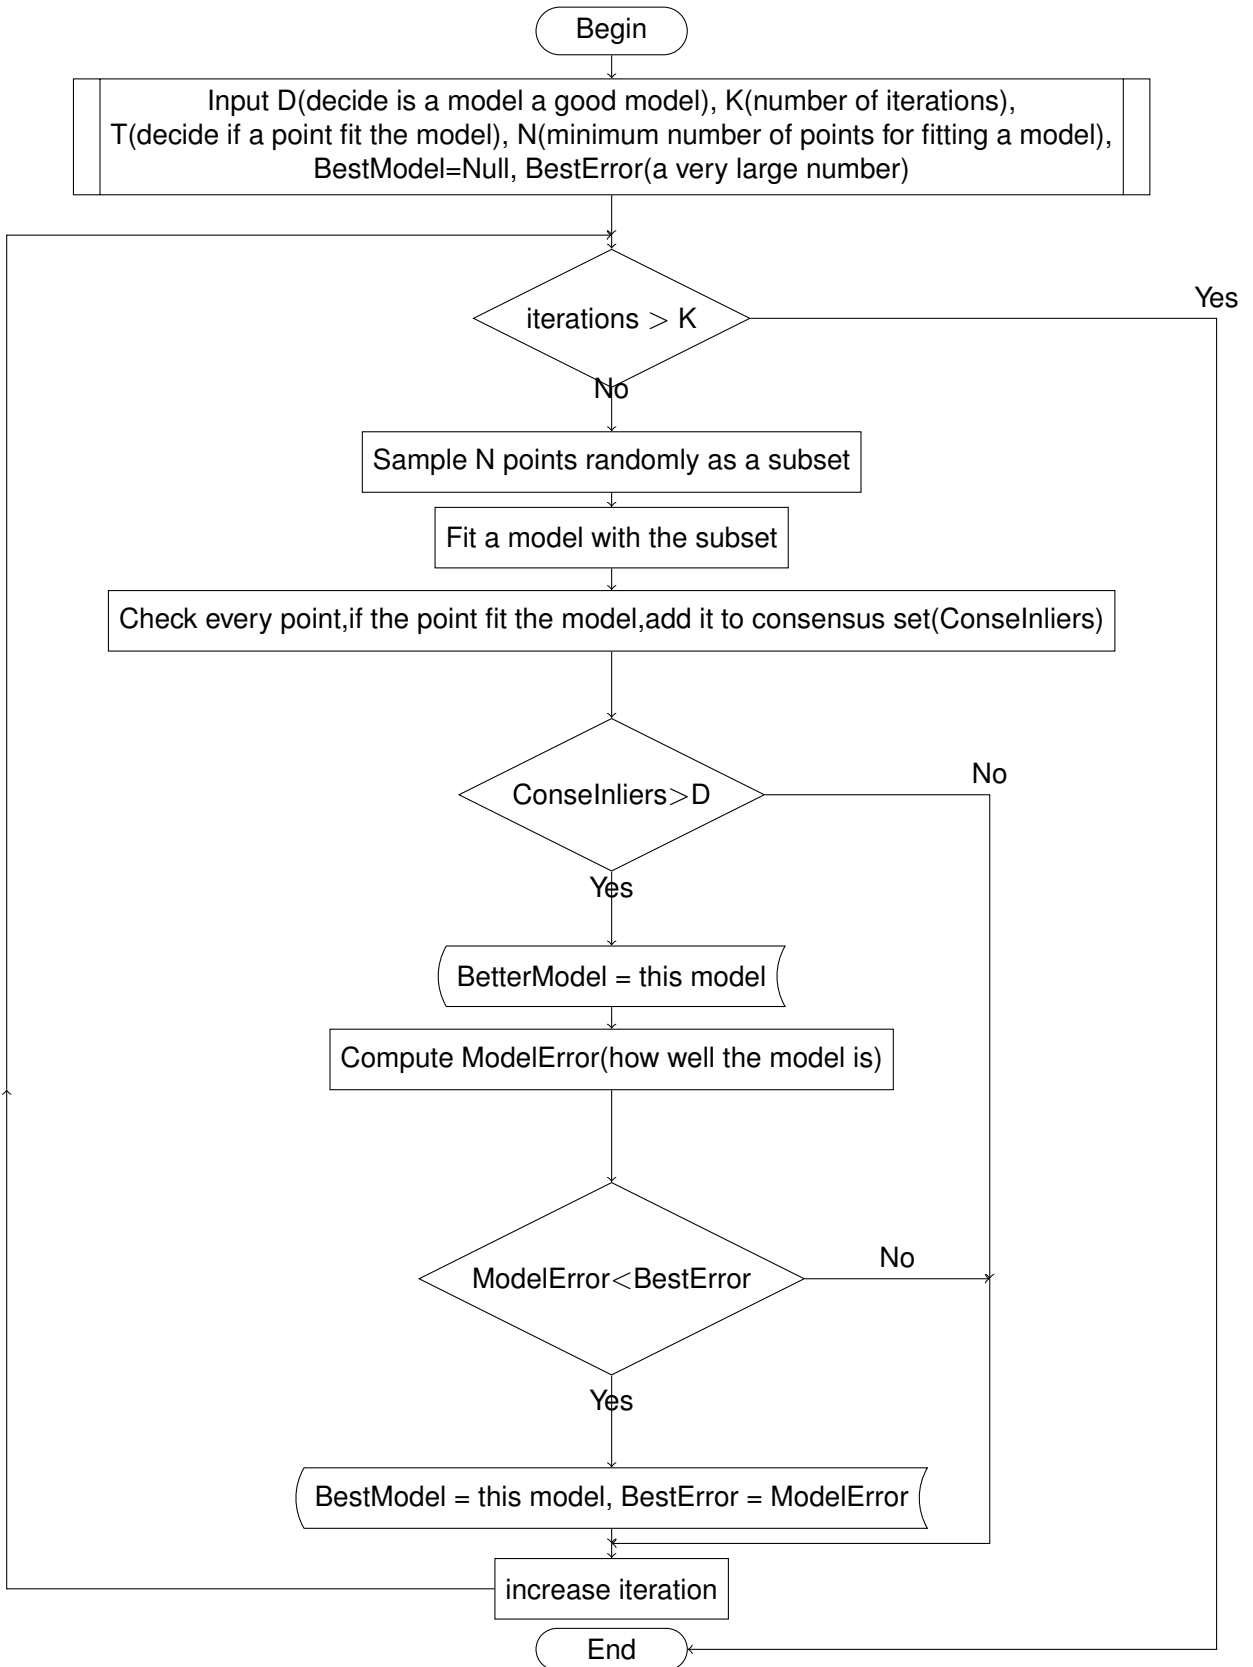 Begin
Input D(decide is a model a good model), K(number of iterations),
T(decide if a point fit the model), N(minimum number of points for fitting a model),
BestModel=Null, BestError(a very large number)
iterations > K
Yes
No
Sample N points randomly as a subset
Fit a model with the subset
Check every point,if the point fit the model,add it to consensus set(ConseInliers)
ConseInliers>D
No
Yes
BetterModel = this model
Compute ModelError(how well the model is)
ModelError<BestError
No
Yes
BestModel = this model, BestError = ModelError
increase iteration
End